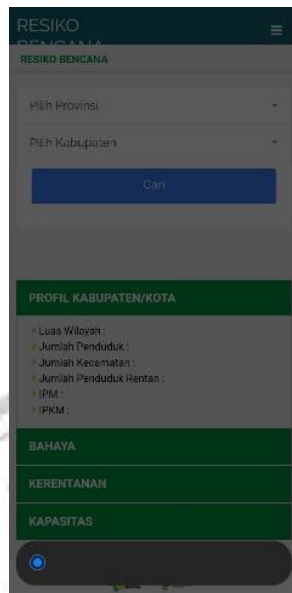 RESIKO
BENCANA
RESIKO BENCANA
Pilih Provinsi
Pilih Kabupaten
Cari
PROFIL KABUPATEN/KOTA
Luas Wilayah :
Jumlah Penduduk :
Jumlah Kecamatan :
Jumlah Penduduk Rentan :
IPM :
IPKM :
BAHAYA
KERENTANAN
KAPASITAS